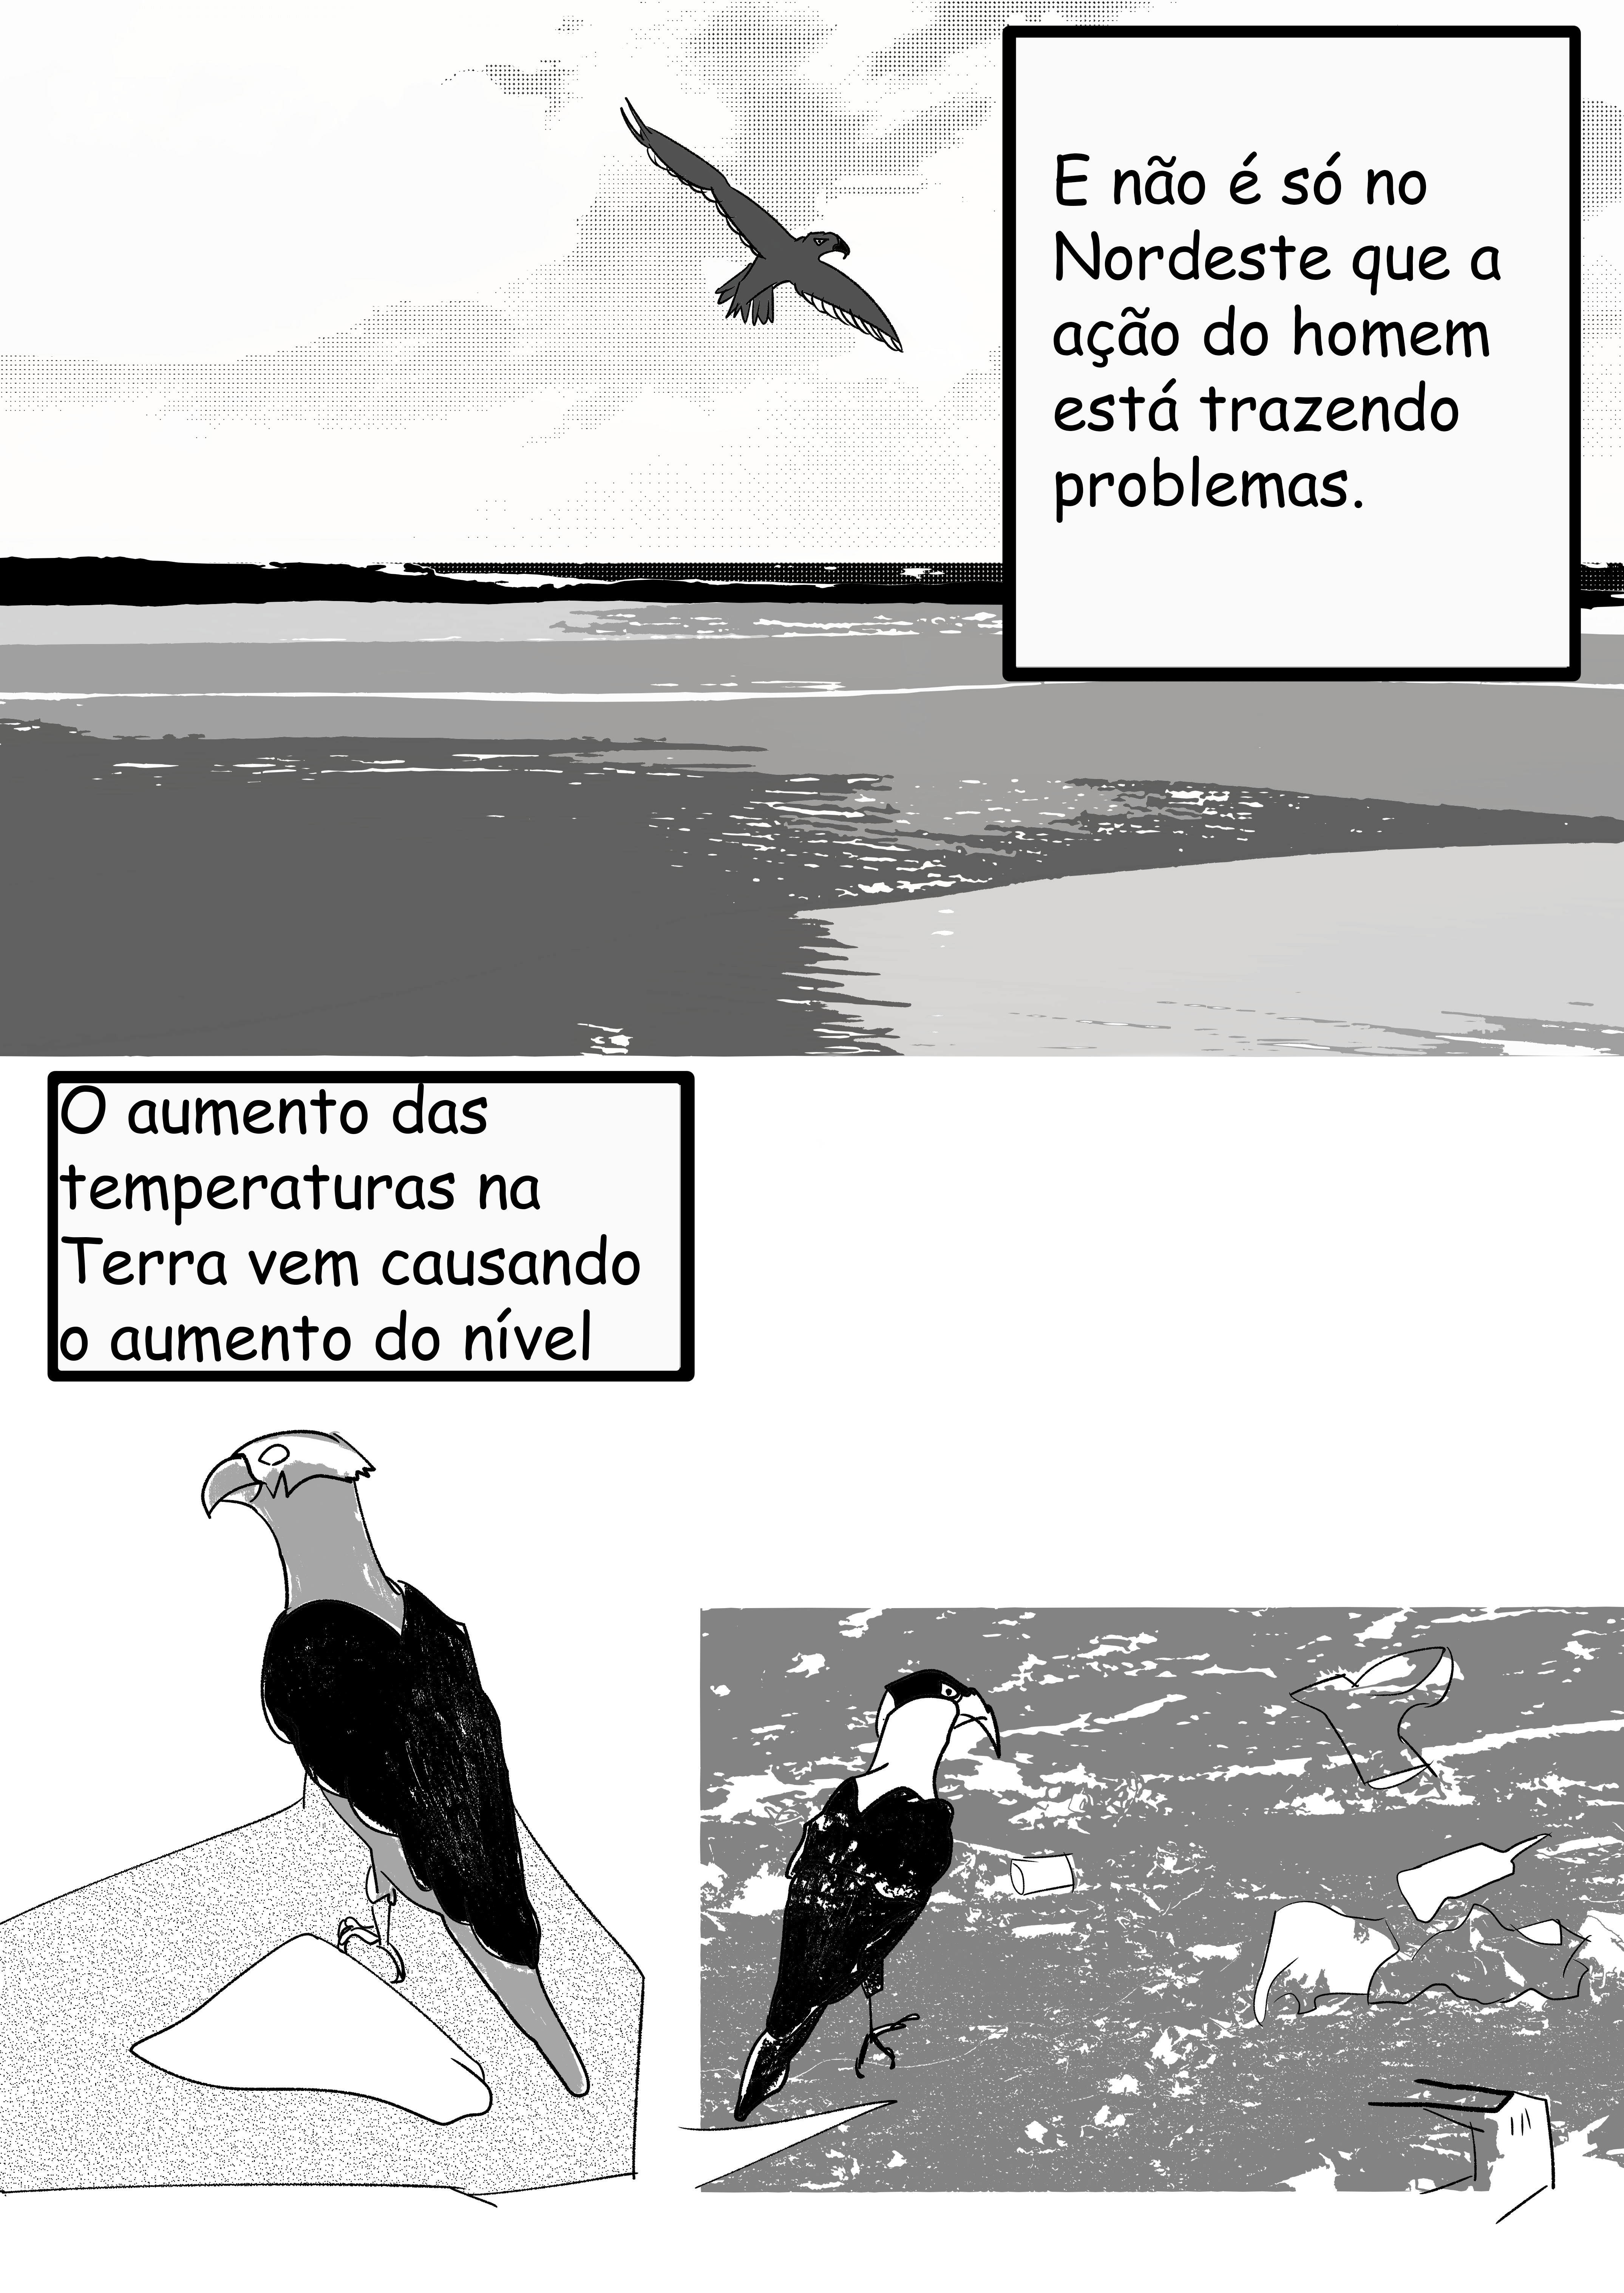 E não é só no
Nordeste que a
ação do homem
está trazendo
problemas.
O aumento das
temperaturas na
Terra vem causando
o aumento do nível